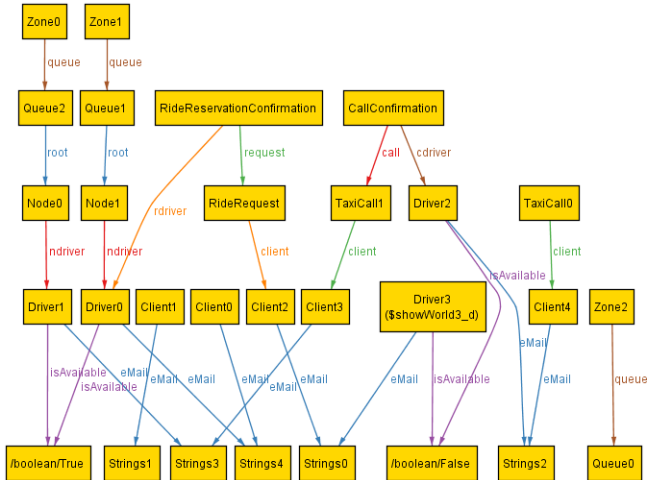 Zone0 Zone1
queue queue
Queue2 Queue1 RideReservationConfirmation CallConfirmation
root root request call cdriver
Node0 Node1 rdriver RideRequest TaxiCall1 Driver2 TaxiCall0
ndriver ndriver client client isAvailable client
Driver1 Driver0 Client1 Client0 Client2 Client3 Driver3 Client4 Zone2
($showWorld3_d)
isAvailable eMail eMail eMail eMail eMail isAvailable eMail queue
isAvailable eMail eMail eMail
/boolean/True Strings1 Strings3 Strings4 Strings0 /boolean/False Strings2 Queue0